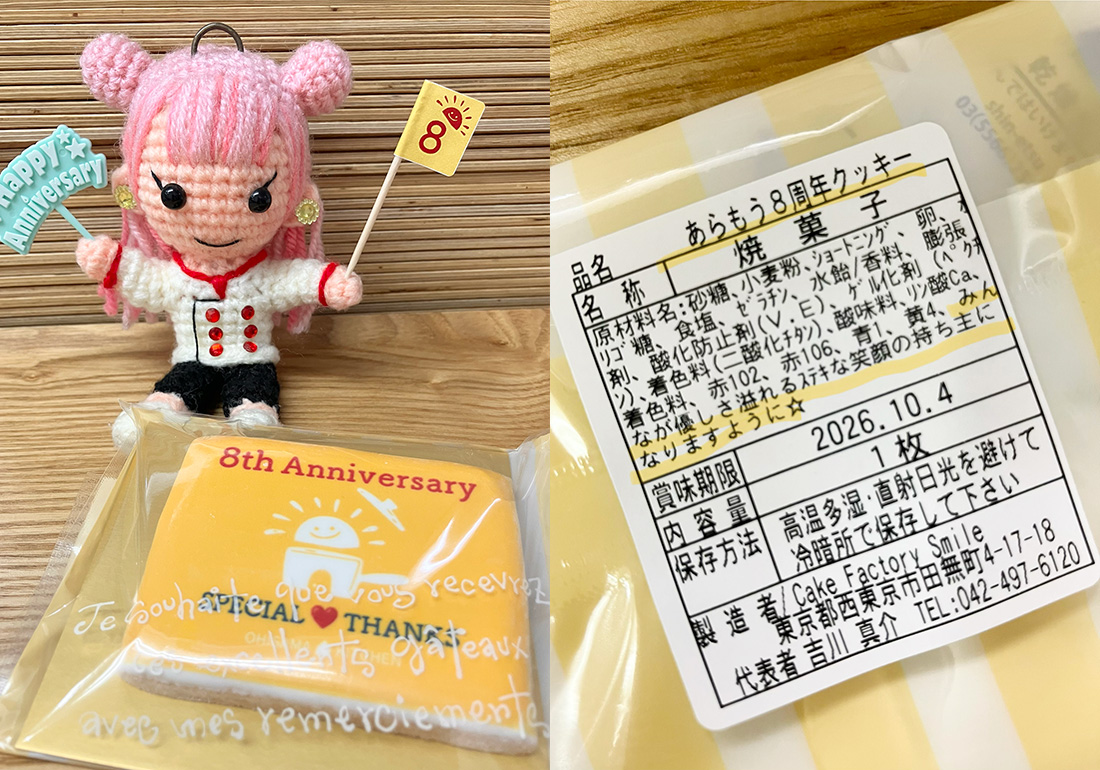 Happy
Anniversary
8
8th Anniversary
SPECIAL THANKS
Je souhaite que vous recevrez
gâteaux
avec mes remerciements
品名 あらもう8周年クッキー
名称 焼菓子
原材料名:砂糖、小麦粉、ショートニング、卵、
リゴ糖、食塩、ゼラチン、水飴/香料、膨張
剤、酸化防止剤(V.E)、ゲル化剤(ペクチ
ン)、着色料(二酸化チタン)、酸味料、リン酸Ca、
着色料、赤102、赤106、青1、黄4、みん
なが優しさ溢れるステキな笑顔の持ち主に
なりますように☆
賞味期限 2026.10.4
内容量 1枚
保存方法 高温多湿・直射日光を避けて
冷暗所で保存して下さい
製造者/Cake Factory Smile
東京都西東京市田無町4-17-18
代表者 吉川 真介 TEL:042-497-6120